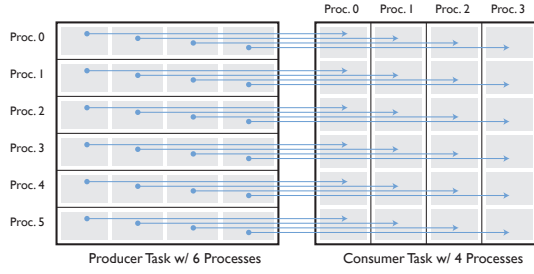 Proc. 0 Proc. 1 Proc. 2 Proc. 3
Proc. 0
Proc. 1
Proc. 2
Proc. 3
Proc. 4
Proc. 5
Producer Task w/ 6 Processes Consumer Task w/ 4 Processes